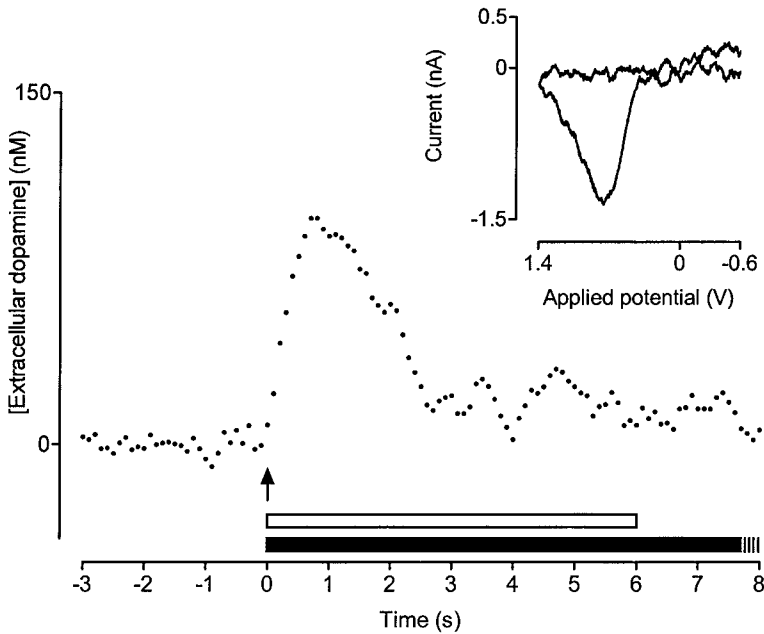 0.5
0
-1.5
Current (nA)
1.4 0 -0.6
Applied potential (V)
150
0
[Extracellular dopamine] (nM)
-3 -2 -1 0 1 2 3 4 5 6 7 8
Time (s)